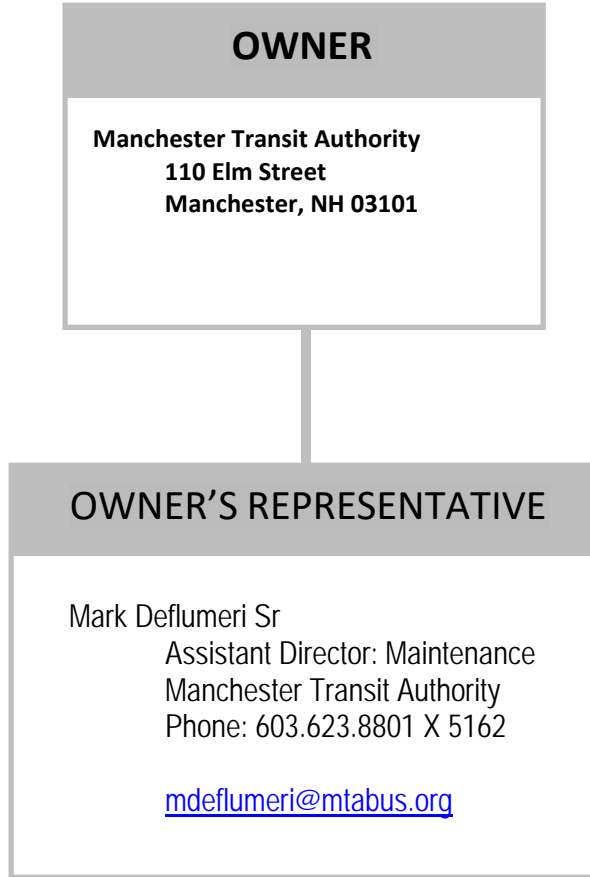 OWNER
Manchester Transit Authority
110 Elm Street
Manchester, NH 03101
OWNER’S REPRESENTATIVE
Mark Deflumeri Sr
Assistant Director: Maintenance
Manchester Transit Authority
Phone: 603.623.8801 X 5162
mdeflumeri@mtabus.org